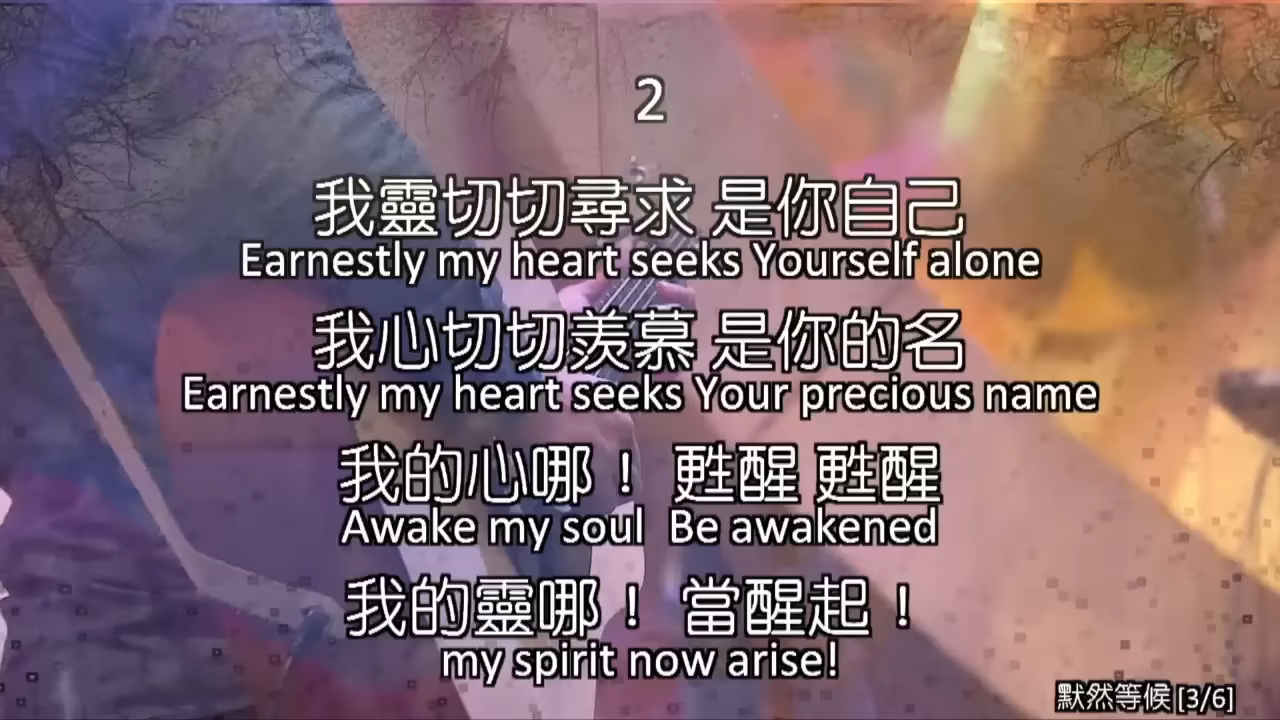 2
我靈切切尋求 是你自己
Earnestly my heart seeks Yourself alone
我心切切羨慕 是你的名
Earnestly my heart seeks Your precious name
我的心哪！ 甦醒 甦醒
Awake my soul  Be awakened
我的靈哪！ 當醒起！
my spirit now arise!
默然等候 [3/6]